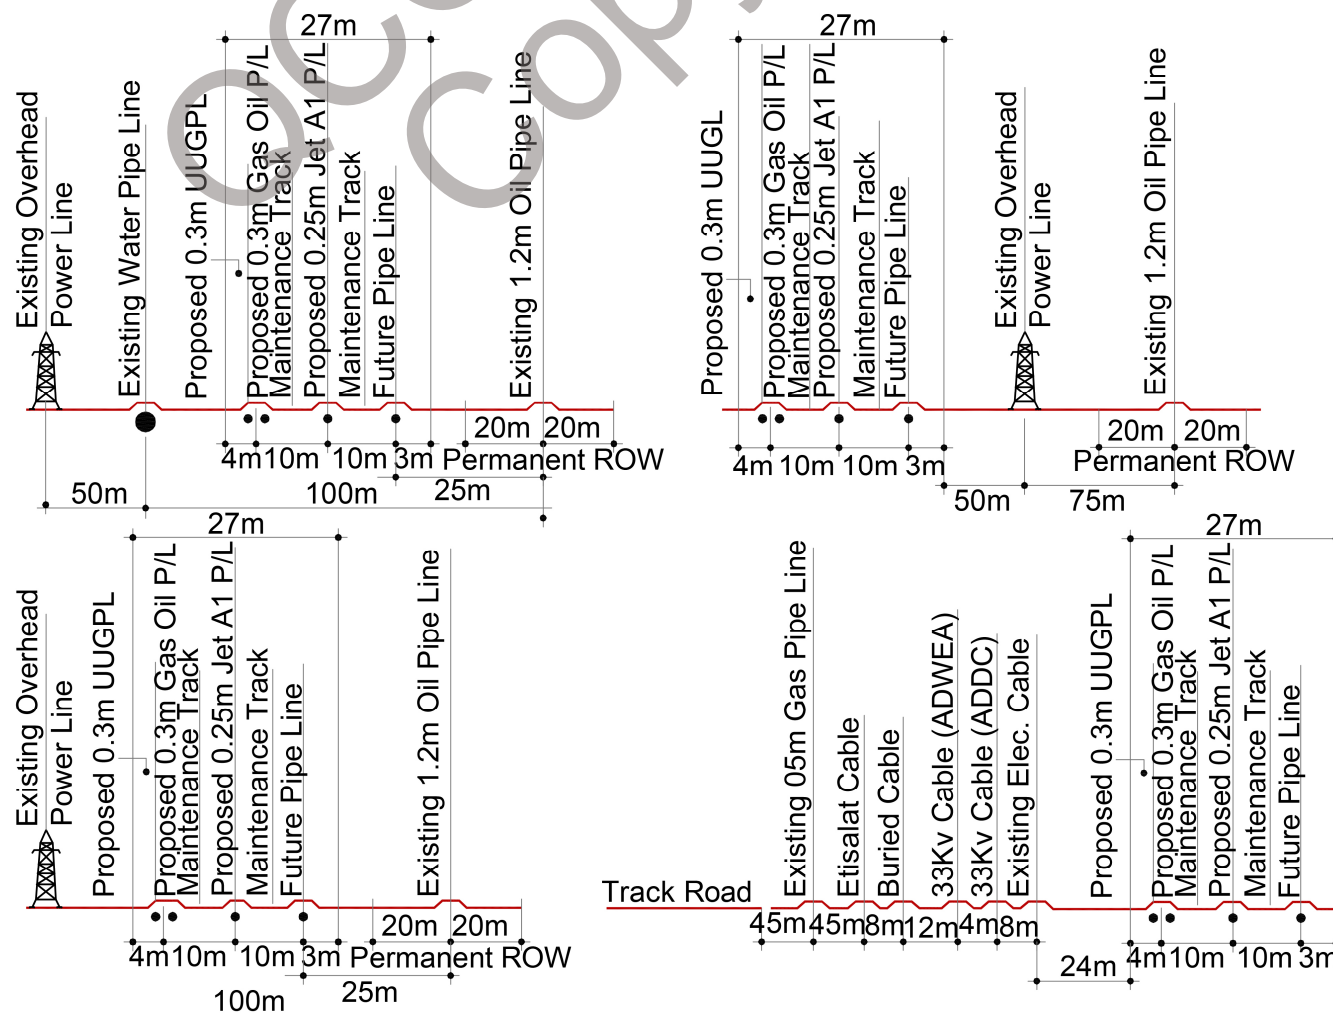 QCC
Copy
27m
Existing Overhead
Power Line
Existing Water Pipe Line
Proposed 0.3m UUGPL
Proposed 0.3m Gas Oil P/L
Maintenance Track
Proposed 0.25m Jet A1 P/L
Maintenance Track
Future Pipe Line
Existing 1.2m Oil Pipe Line
20m 20m
4m 10m 10m 3m Permanent ROW
50m 100m 25m
27m
Proposed 0.3m UUGL
Proposed 0.3m Gas Oil P/L
Maintenance Track
Proposed 0.25m Jet A1 P/L
Maintenance Track
Future Pipe Line
Existing Overhead
Power Line
Existing 1.2m Oil Pipe Line
20m 20m
4m 10m 10m 3m Permanent ROW
50m 75m
27m
Existing Overhead
Power Line
Proposed 0.3m UUGPL
Proposed 0.3m Gas Oil P/L
Maintenance Track
Proposed 0.25m Jet A1 P/L
Maintenance Track
Future Pipe Line
Existing 1.2m Oil Pipe Line
20m 20m
4m 10m 10m 3m Permanent ROW
100m 25m
27m
Track Road
Existing 05m Gas Pipe Line
Etisalat Cable
Buried Cable
33Kv Cable (ADWEA)
33Kv Cable (ADDC)
Existing Elec. Cable
Proposed 0.3m UUGPL
Proposed 0.3m Gas Oil P/L
Maintenance Track
Proposed 0.25m Jet A1 P/L
Maintenance Track
Future Pipe Line
45m 45m 8m 12m 4m 8m
24m 4m 10m 10m 3m